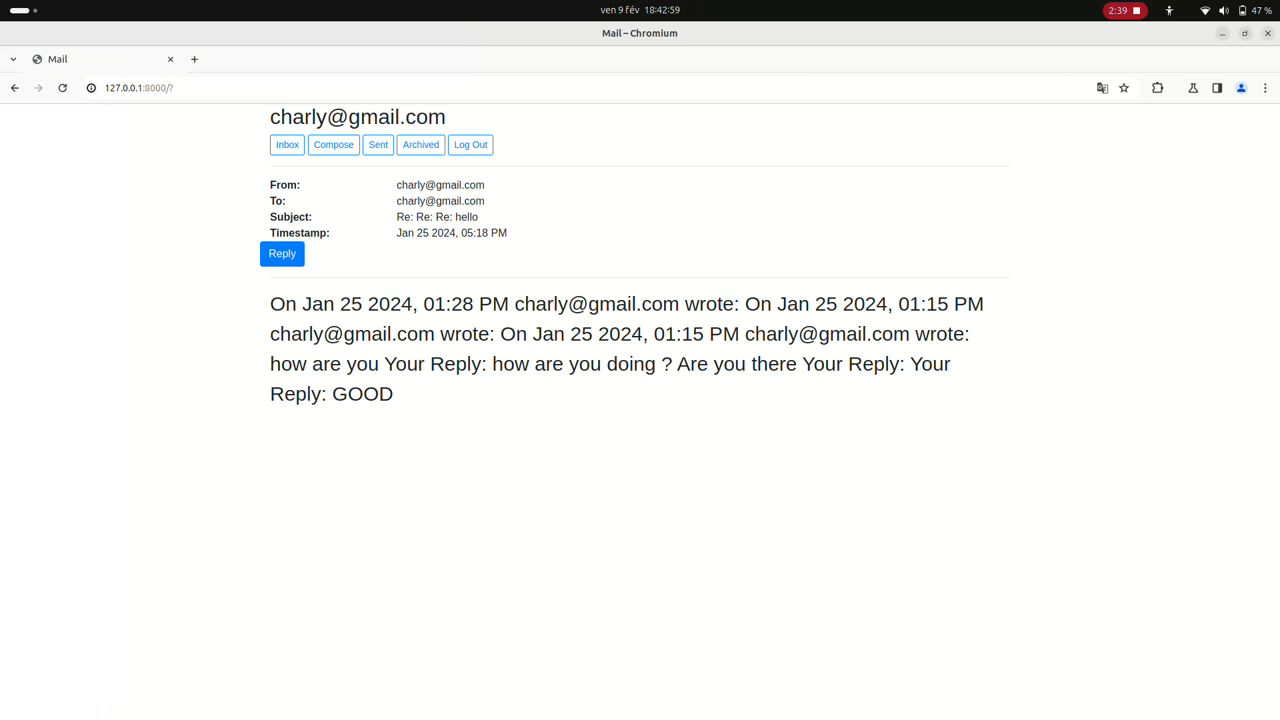 ven 9 fév 18:42:59
2:39
47 %
Mail – Chromium
Mail
127.0.0.1:8000/?
charly@gmail.com
Inbox Compose Sent Archived Log Out
From: charly@gmail.com
To: charly@gmail.com
Subject: Re: Re: Re: hello
Timestamp: Jan 25 2024, 05:18 PM
Reply
On Jan 25 2024, 01:28 PM charly@gmail.com wrote: On Jan 25 2024, 01:15 PM
charly@gmail.com wrote: On Jan 25 2024, 01:15 PM charly@gmail.com wrote:
how are you Your Reply: how are you doing ? Are you there Your Reply: Your
Reply: GOOD